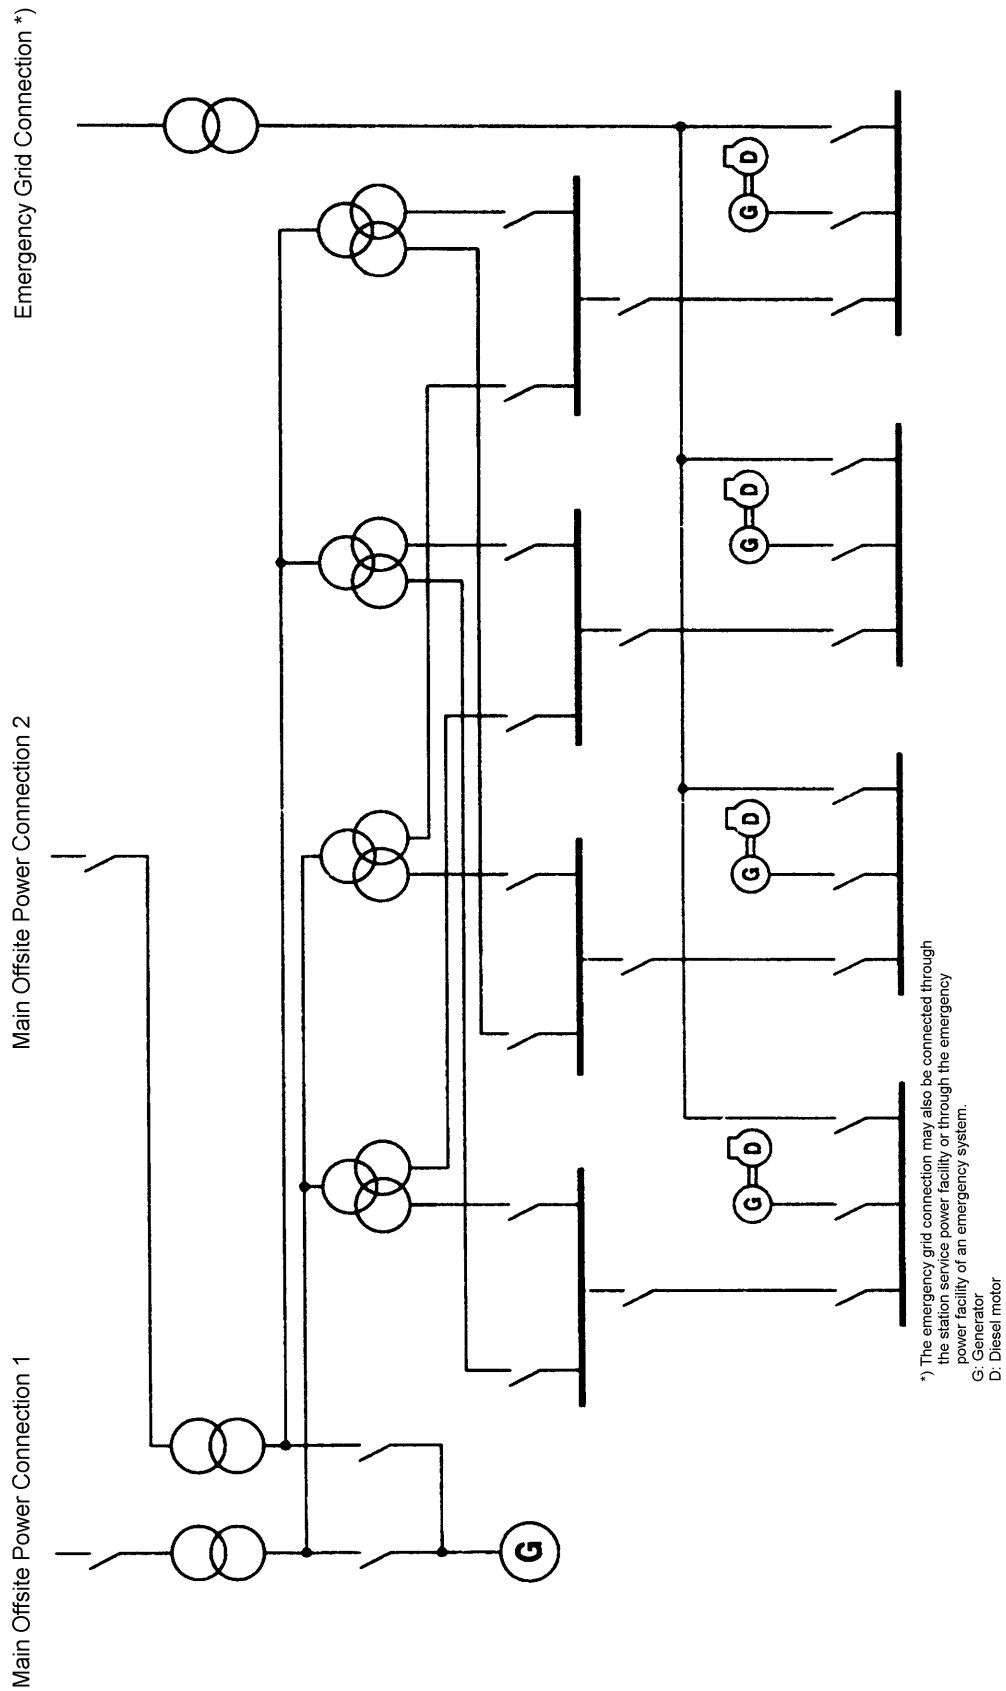 Main Offsite Power Connection 1
Main Offsite Power Connection 2
Emergency Grid Connection *)
G
G
D
G
D
G
D
G
D
*) The emergency grid connection may also be connected through
the station service power facility or through the emergency
power facility of an emergency system.
G: Generator
D: Diesel motor